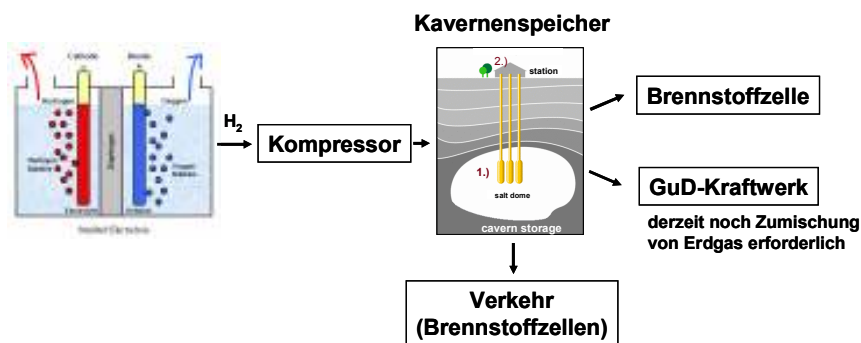 Kavernenspeicher
Cathode
Hydrogen
Oxygen
H2
Kompressor
2.)
station
1.)
salt dome
cavern storage
Brennstoffzelle
GuD-Kraftwerk
derzeit noch Zumischung
von Erdgas erforderlich
Verkehr
(Brennstoffzellen)